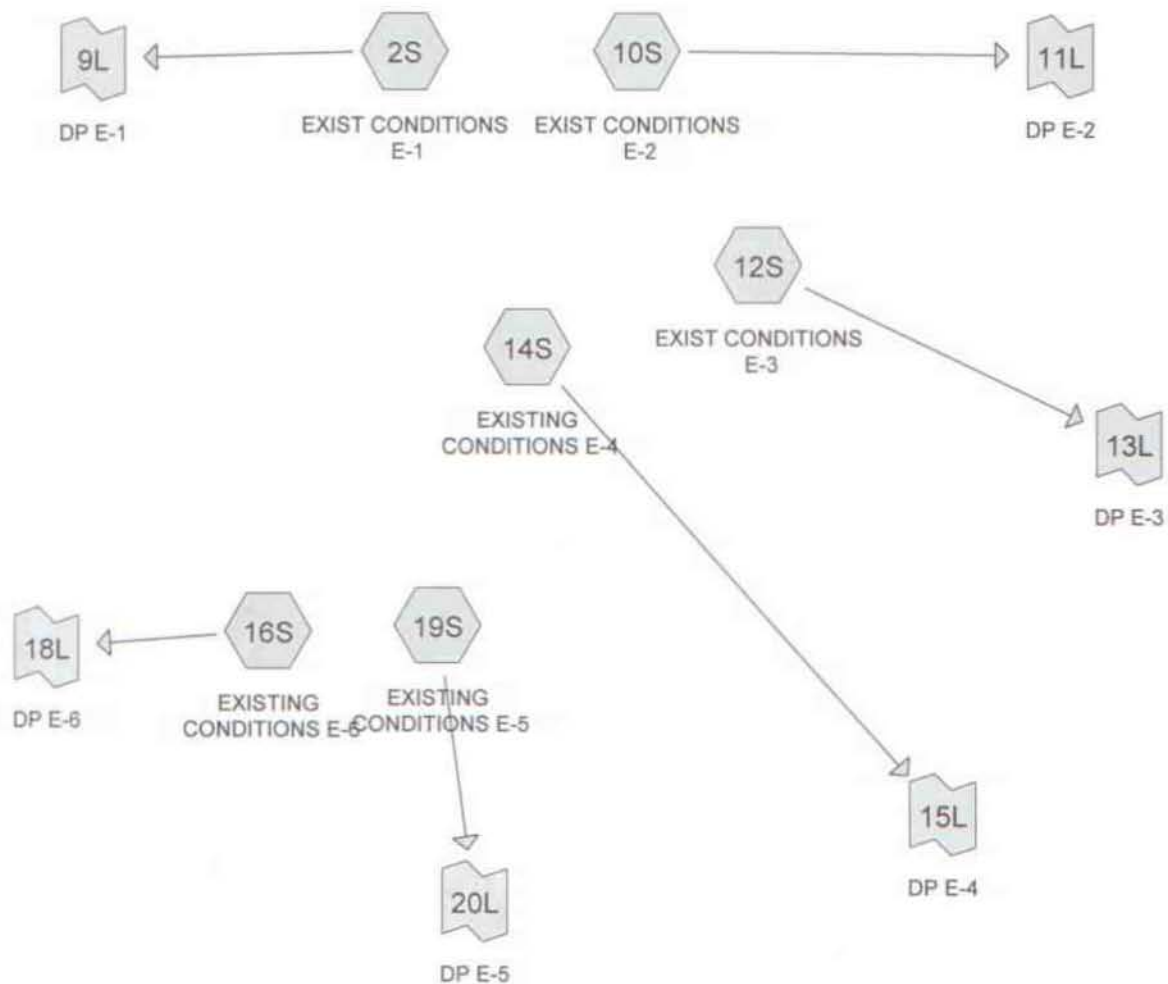 9L
DP E-1
2S
EXIST CONDITIONS
E-1
10S
EXIST CONDITIONS
E-2
11L
DP E-2
12S
EXIST CONDITIONS
E-3
14S
EXISTING
CONDITIONS E-4
13L
DP E-3
18L
DP E-6
16S
EXISTING
CONDITIONS E-6
19S
EXISTING
CONDITIONS E-5
15L
DP E-4
20L
DP E-5